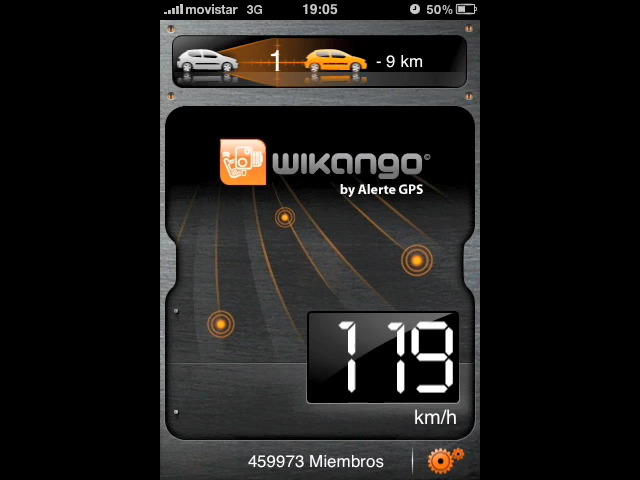 movistar 3G 19:05 50%
1 - 9 km
wikango©
by Alerte GPS
119
km/h
459973 Miembros